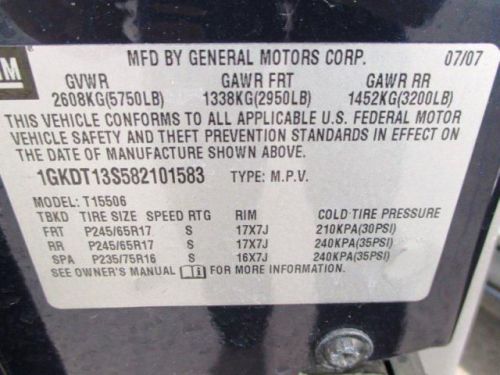 GM
MFD BY GENERAL MOTORS CORP. 07/07
GVWR GAWR FRT GAWR RR
2608KG(5750LB) 1338KG(2950LB) 1452KG(3200LB)
THIS VEHICLE CONFORMS TO ALL APPLICABLE U.S. FEDERAL MOTOR
VEHICLE SAFETY AND THEFT PREVENTION STANDARDS IN EFFECT ON
THE DATE OF MANUFACTURE SHOWN ABOVE.
1GKDT13S582101583 TYPE: M.P.V.
MODEL: T15506
TBKD TIRE SIZE SPEED RTG RIM COLD TIRE PRESSURE
FRT P245/65R17 S 17X7J 210KPA(30PSI)
RR P245/65R17 S 17X7J 240KPA(35PSI)
SPA P235/75R16 S 16X7J 240KPA(35PSI)
SEE OWNER'S MANUAL FOR MORE INFORMATION.